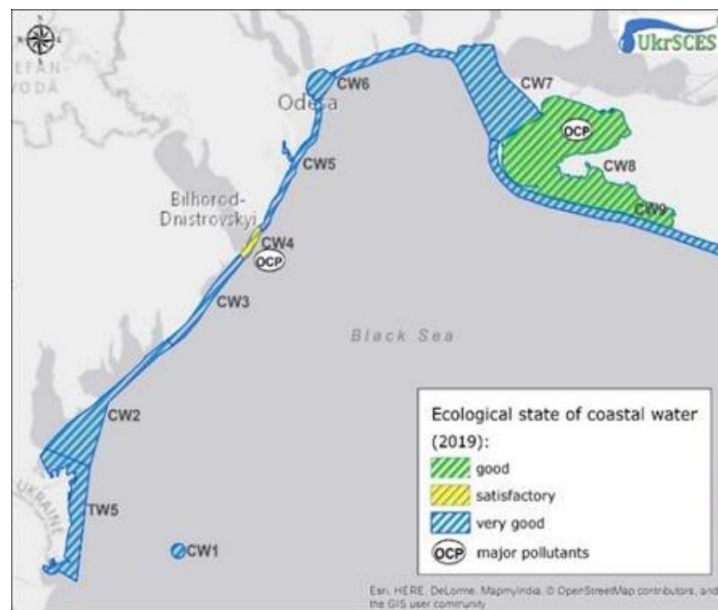 UkrSCES
ȘTEFAN-
VODĂ
CW7
CW6
Odesa
OCP
CW8
CW5
Bilhorod-
Dnistrovskyi
CW9
CW4
OCP
CW3
Black Sea
CW2
UKRAINE
TW5
CW1
Ecological state of coastal water
(2019):
good
satisfactory
very good
OCP major pollutants
Esri, HERE, DeLorme, MapmyIndia, © OpenStreetMap contributors, and
the GIS user community